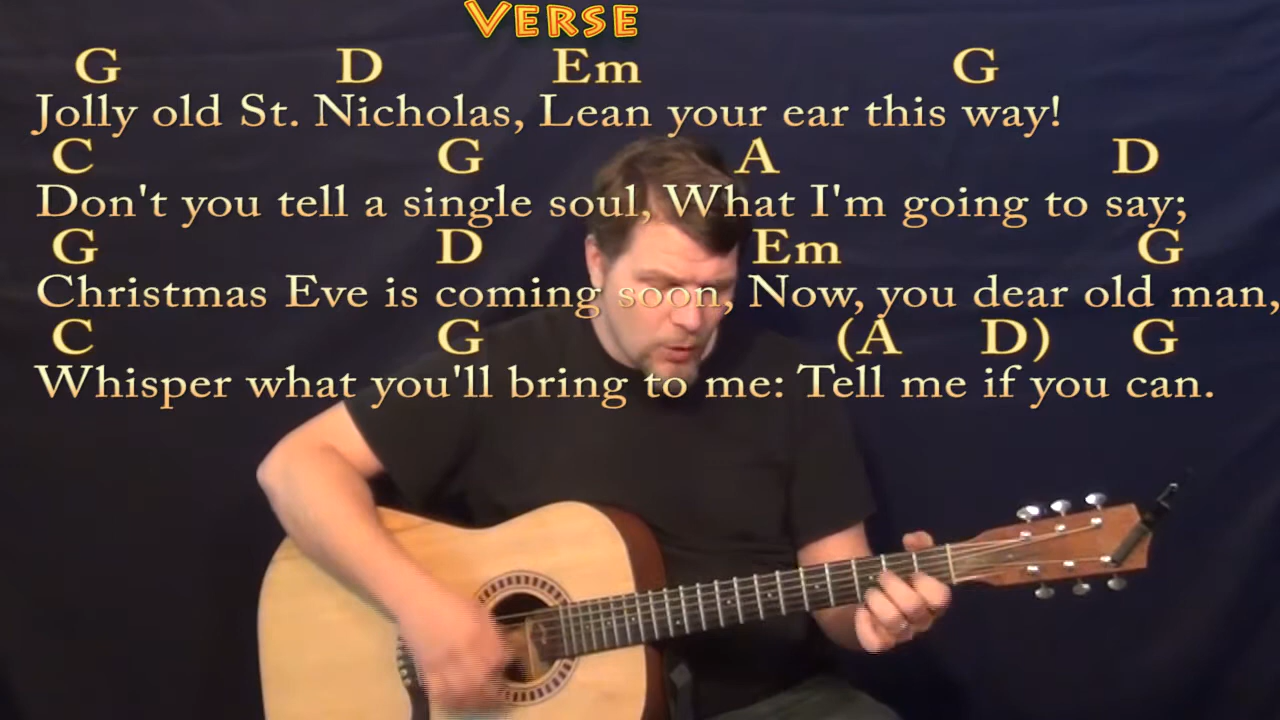 VERSE
G D Em G
Jolly old St. Nicholas, Lean your ear this way!
C G A D
Don't you tell a single soul, What I'm going to say;
G D Em G
Christmas Eve is coming soon, Now, you dear old man,
C G (A D) G
Whisper what you'll bring to me: Tell me if you can.